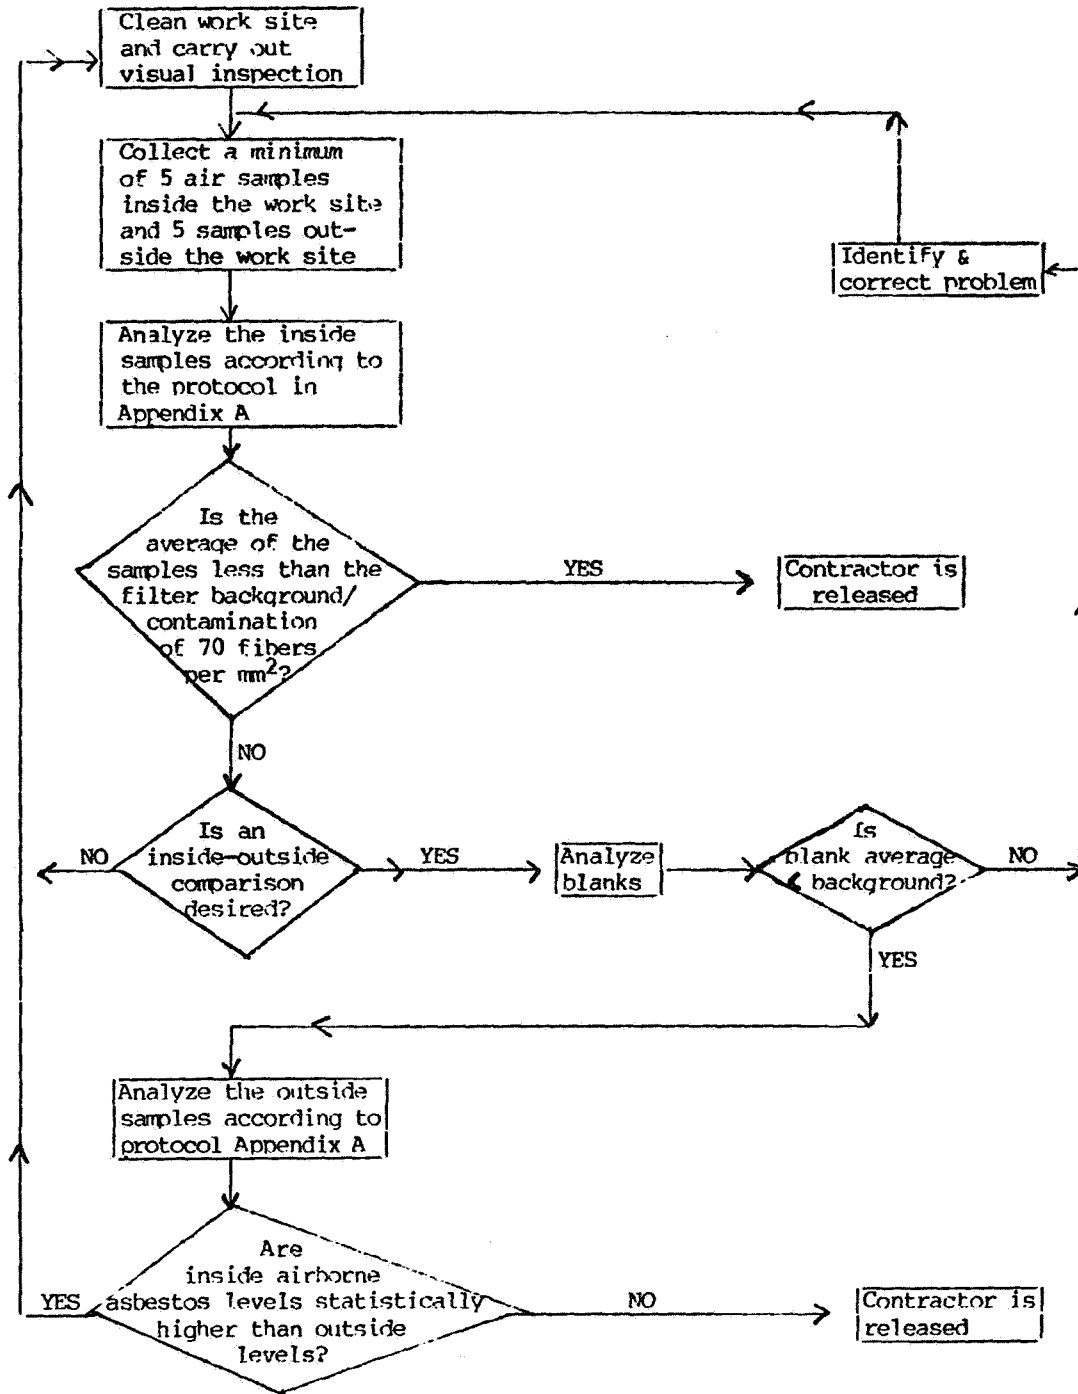 Clean work site
and carry out
visual inspection
Collect a minimum
of 5 air samples
inside the work site
and 5 samples out-
side the work site
Identify &
correct problem
Analyze the inside
samples according to
the protocol in
Appendix A
Is the
average of the
samples less than the
filter background/
contamination
of 70 fibers
per mm²?
YES
Contractor is
released
NO
Is an
inside-outside
comparison
desired?
NO
YES
Analyze
blanks
Is
blank average
< background?
NO
YES
Analyze the outside
samples according to
protocol Appendix A
Are
inside airborne
asbestos levels statistically
higher than outside
levels?
YES
NO
Contractor is
released